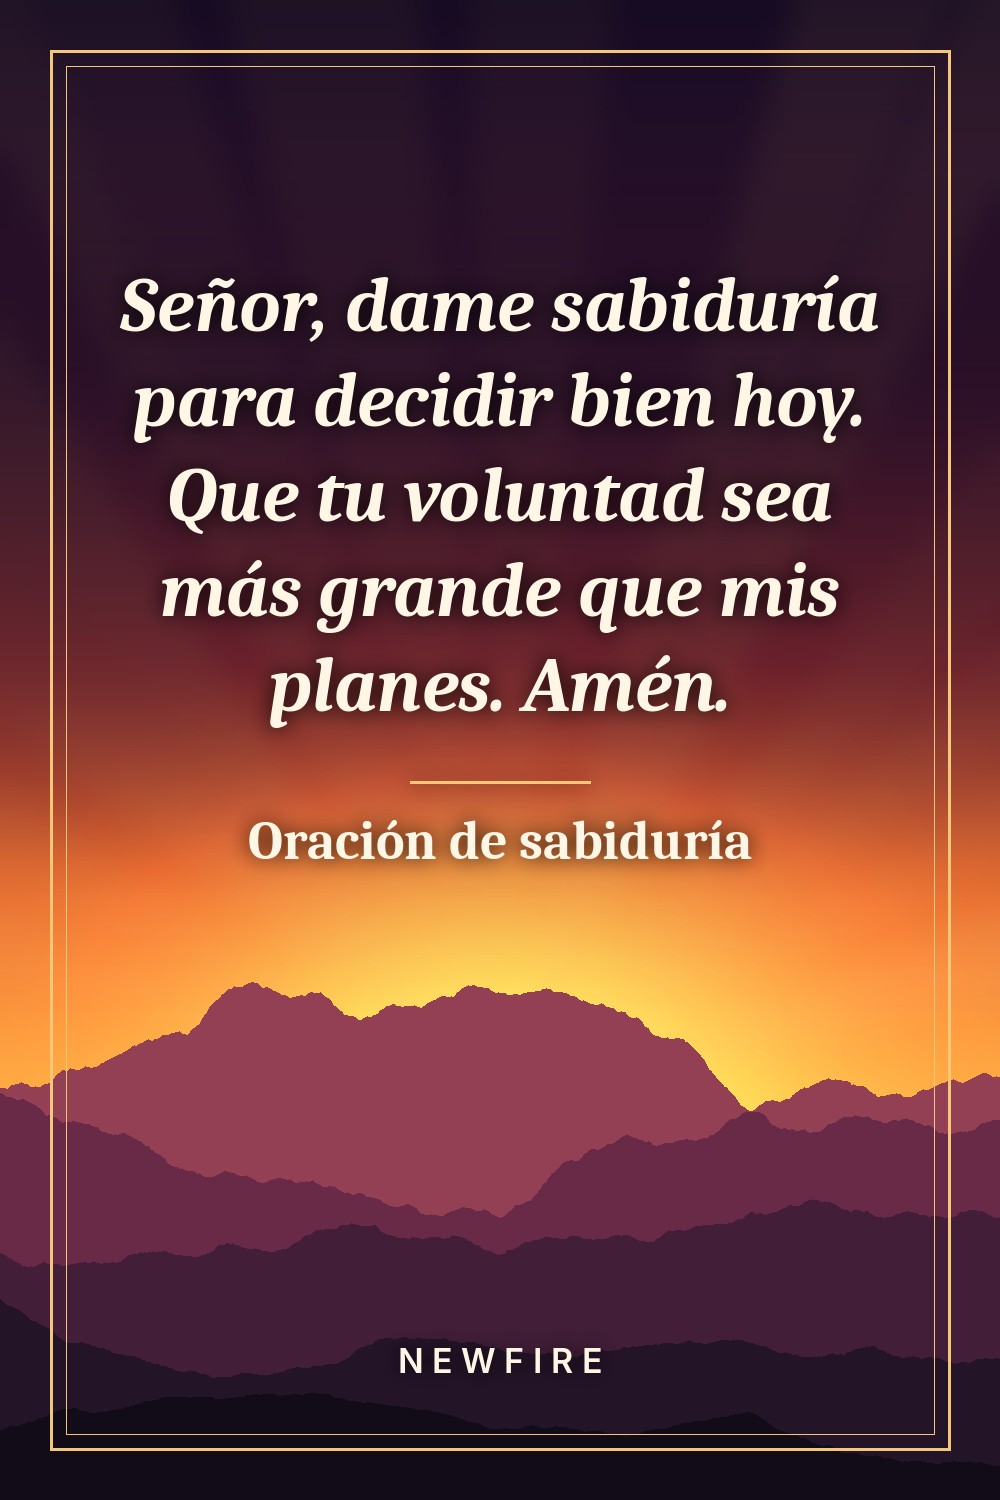 Señor, dame sabiduría
para decidir bien hoy.
Que tu voluntad sea
más grande que mis
planes. Amén.
Oración de sabiduría
NEWFIRE